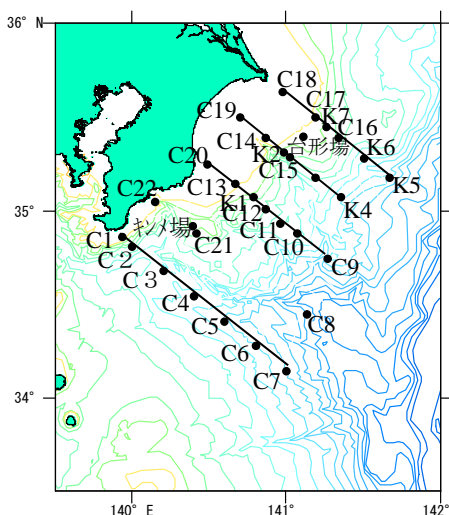 36° N
C18
C19
C17
K7
C14
C16
K2
台形場
K6
C20
C15
C13
K5
C22
K1
K4
C12
35°
C1
ｷﾝﾒ場
C11
C21
C10
C２
C9
C３
C4
C8
C5
C6
C7
34°
140° E
141°
142°